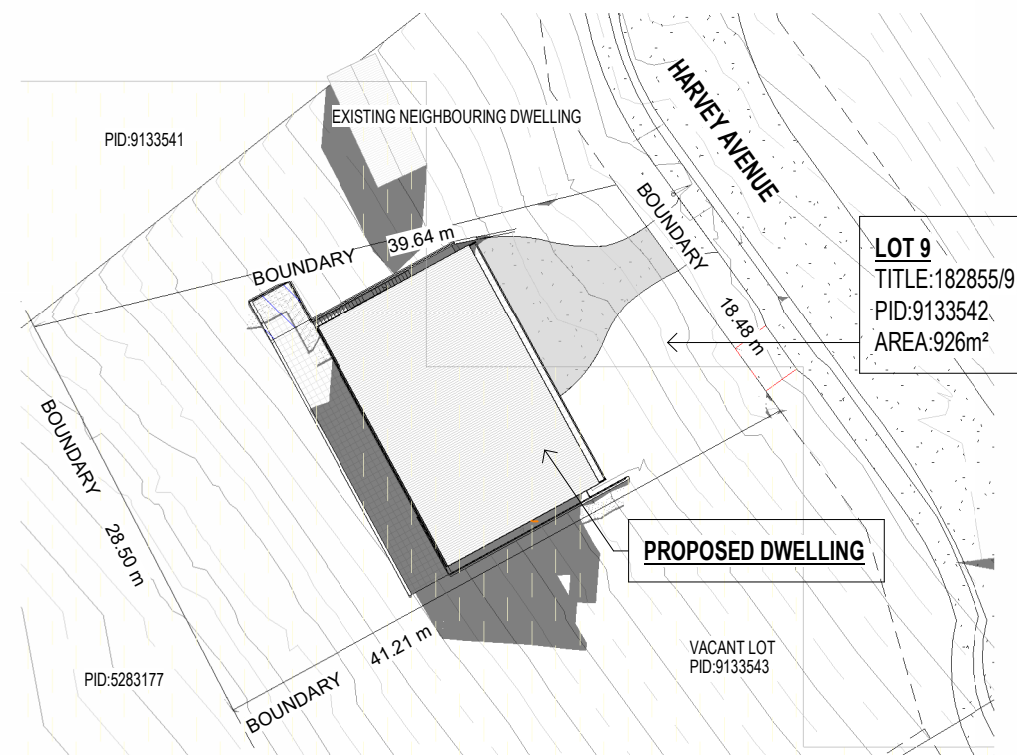 HARVEY AVENUE
EXISTING NEIGHBOURING DWELLING
PID:9133541
BOUNDARY
39.64 m
BOUNDARY
18.48 m
LOT 9
TITLE:182855/9
PID:9133542
AREA:926m²
BOUNDARY
28.50 m
PROPOSED DWELLING
BOUNDARY
41.21 m
VACANT LOT
PID:9133543
PID:5283177